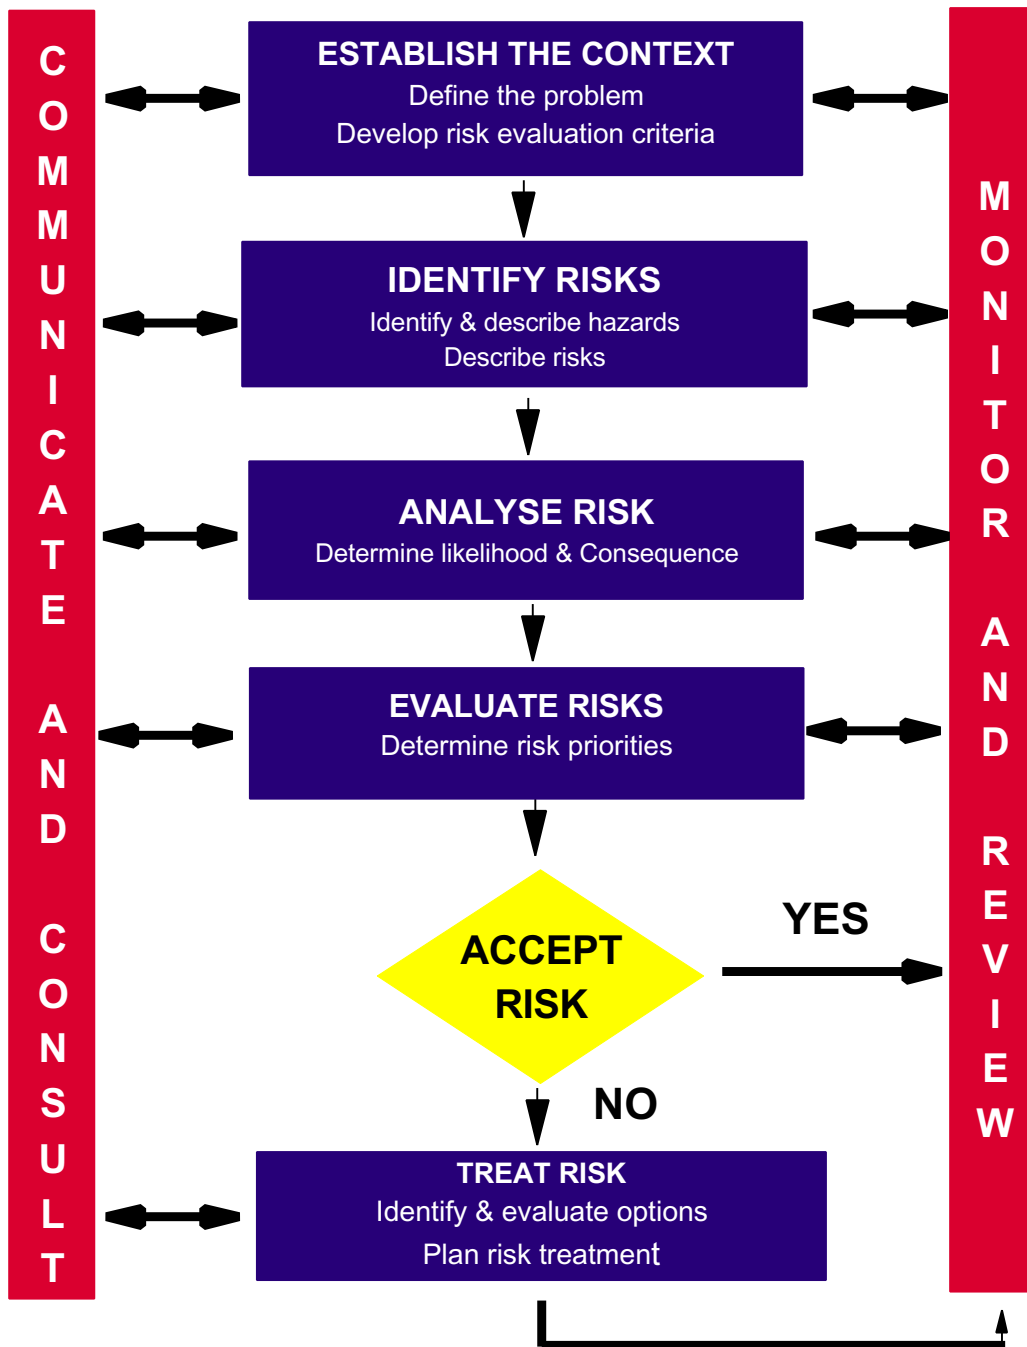 COMMUNICATE AND CONSULT
ESTABLISH THE CONTEXT
Define the problem
Develop risk evaluation criteria
IDENTIFY RISKS
Identify & describe hazards
Describe risks
ANALYSE RISK
Determine likelihood & Consequence
EVALUATE RISKS
Determine risk priorities
ACCEPT
RISK
YES
NO
TREAT RISK
Identify & evaluate options
Plan risk treatment
MONITOR AND REVIEW